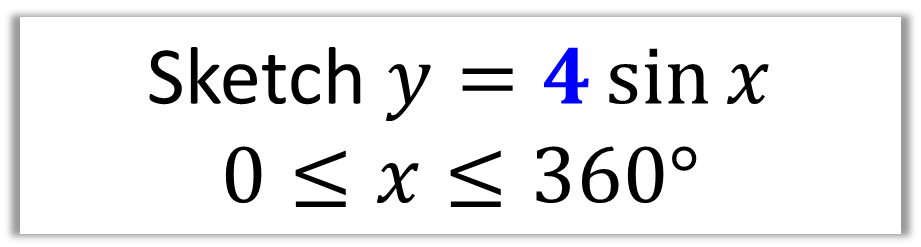 Sketch y = 4 sin x
0 ≤ x ≤ 360°